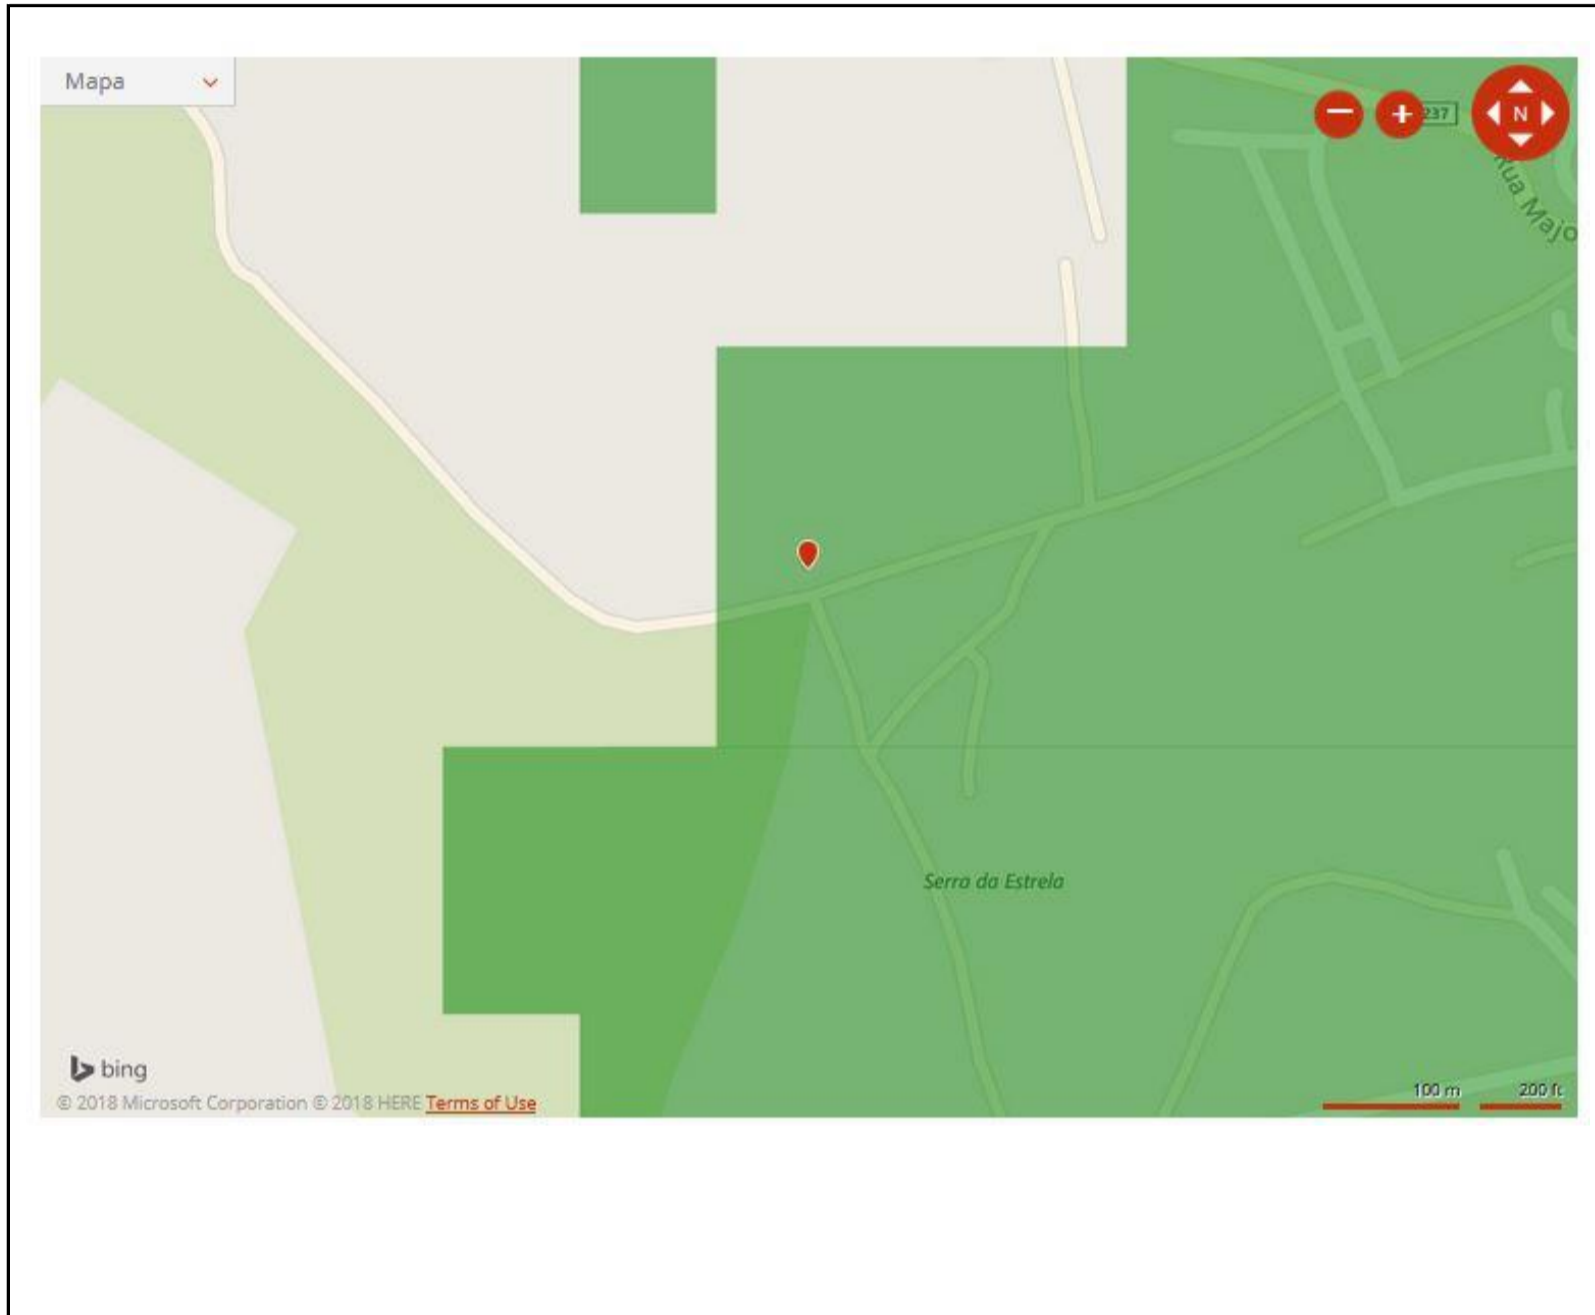 Mapa
237
N
Rua Majo
Serra da Estrela
bing
© 2018 Microsoft Corporation © 2018 HERE Terms of Use
100 m
200 ft